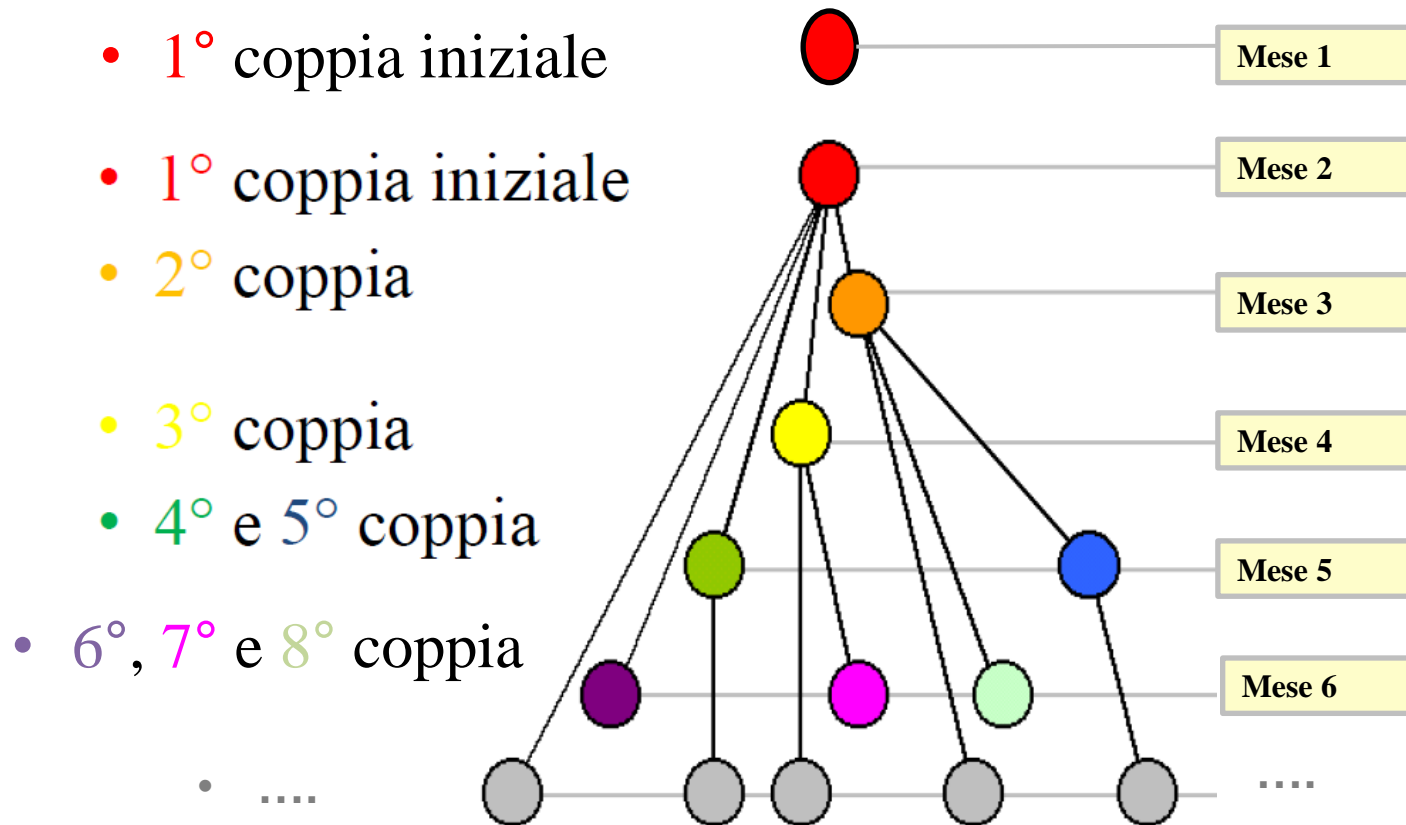 • 1° coppia iniziale
Mese 1
• 1° coppia iniziale
Mese 2
• 2° coppia
Mese 3
• 3° coppia
Mese 4
• 4° e 5° coppia
Mese 5
• 6°, 7° e 8° coppia
Mese 6
• ....
....